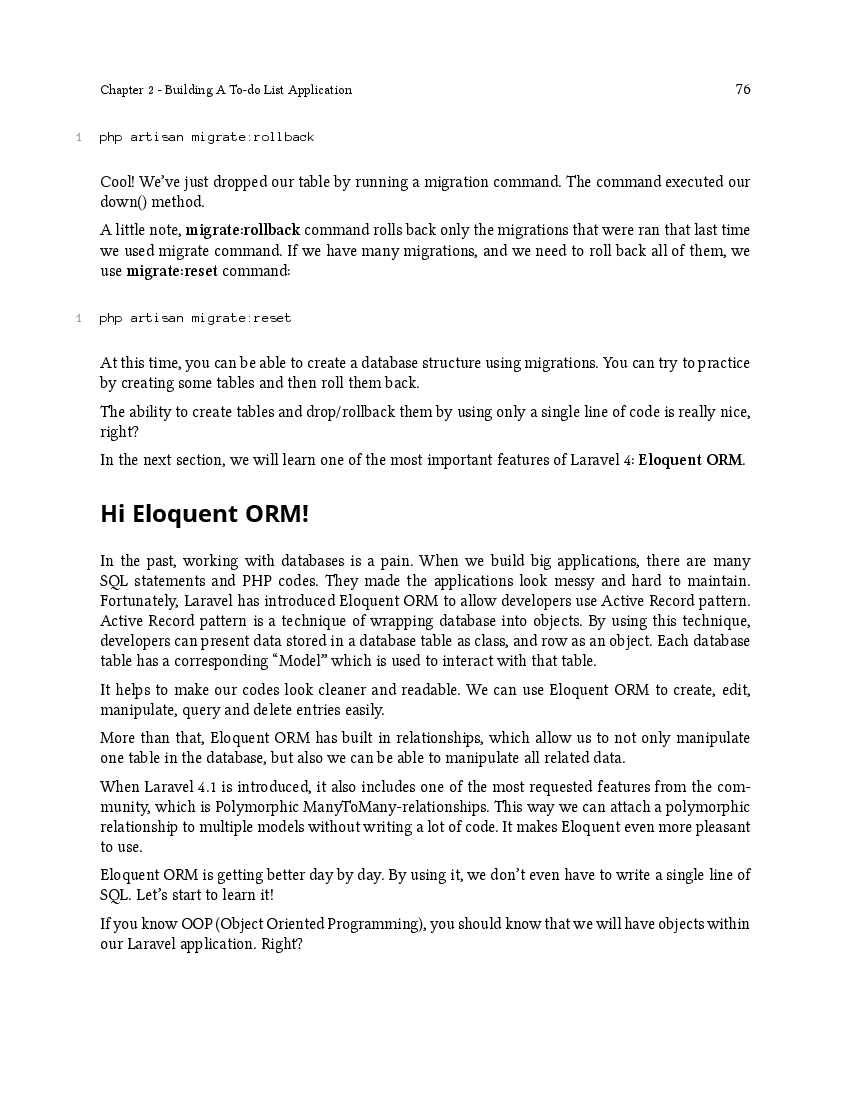 Chapter 2 - Building A To-do List Application 76
1 php artisan migrate:rollback
Cool! We’ve just dropped our table by running a migration command. The command executed our
down() method.
A little note, migrate:rollback command rolls back only the migrations that were ran that last time
we used migrate command. If we have many migrations, and we need to roll back all of them, we
use migrate:reset command:
1 php artisan migrate:reset
At this time, you can be able to create a database structure using migrations. You can try to practice
by creating some tables and then roll them back.
The ability to create tables and drop/rollback them by using only a single line of code is really nice,
right?
In the next section, we will learn one of the most important features of Laravel 4: Eloquent ORM.
Hi Eloquent ORM!
In the past, working with databases is a pain. When we build big applications, there are many
SQL statements and PHP codes. They made the applications look messy and hard to maintain.
Fortunately, Laravel has introduced Eloquent ORM to allow developers use Active Record pattern.
Active Record pattern is a technique of wrapping database into objects. By using this technique,
developers can present data stored in a database table as class, and row as an object. Each database
table has a corresponding “Model” which is used to interact with that table.
It helps to make our codes look cleaner and readable. We can use Eloquent ORM to create, edit,
manipulate, query and delete entries easily.
More than that, Eloquent ORM has built in relationships, which allow us to not only manipulate
one table in the database, but also we can be able to manipulate all related data.
When Laravel 4.1 is introduced, it also includes one of the most requested features from the com-
munity, which is Polymorphic ManyToMany-relationships. This way we can attach a polymorphic
relationship to multiple models without writing a lot of code. It makes Eloquent even more pleasant
to use.
Eloquent ORM is getting better day by day. By using it, we don’t even have to write a single line of
SQL. Let’s start to learn it!
If you know OOP (Object Oriented Programming), you should know that we will have objects within
our Laravel application. Right?